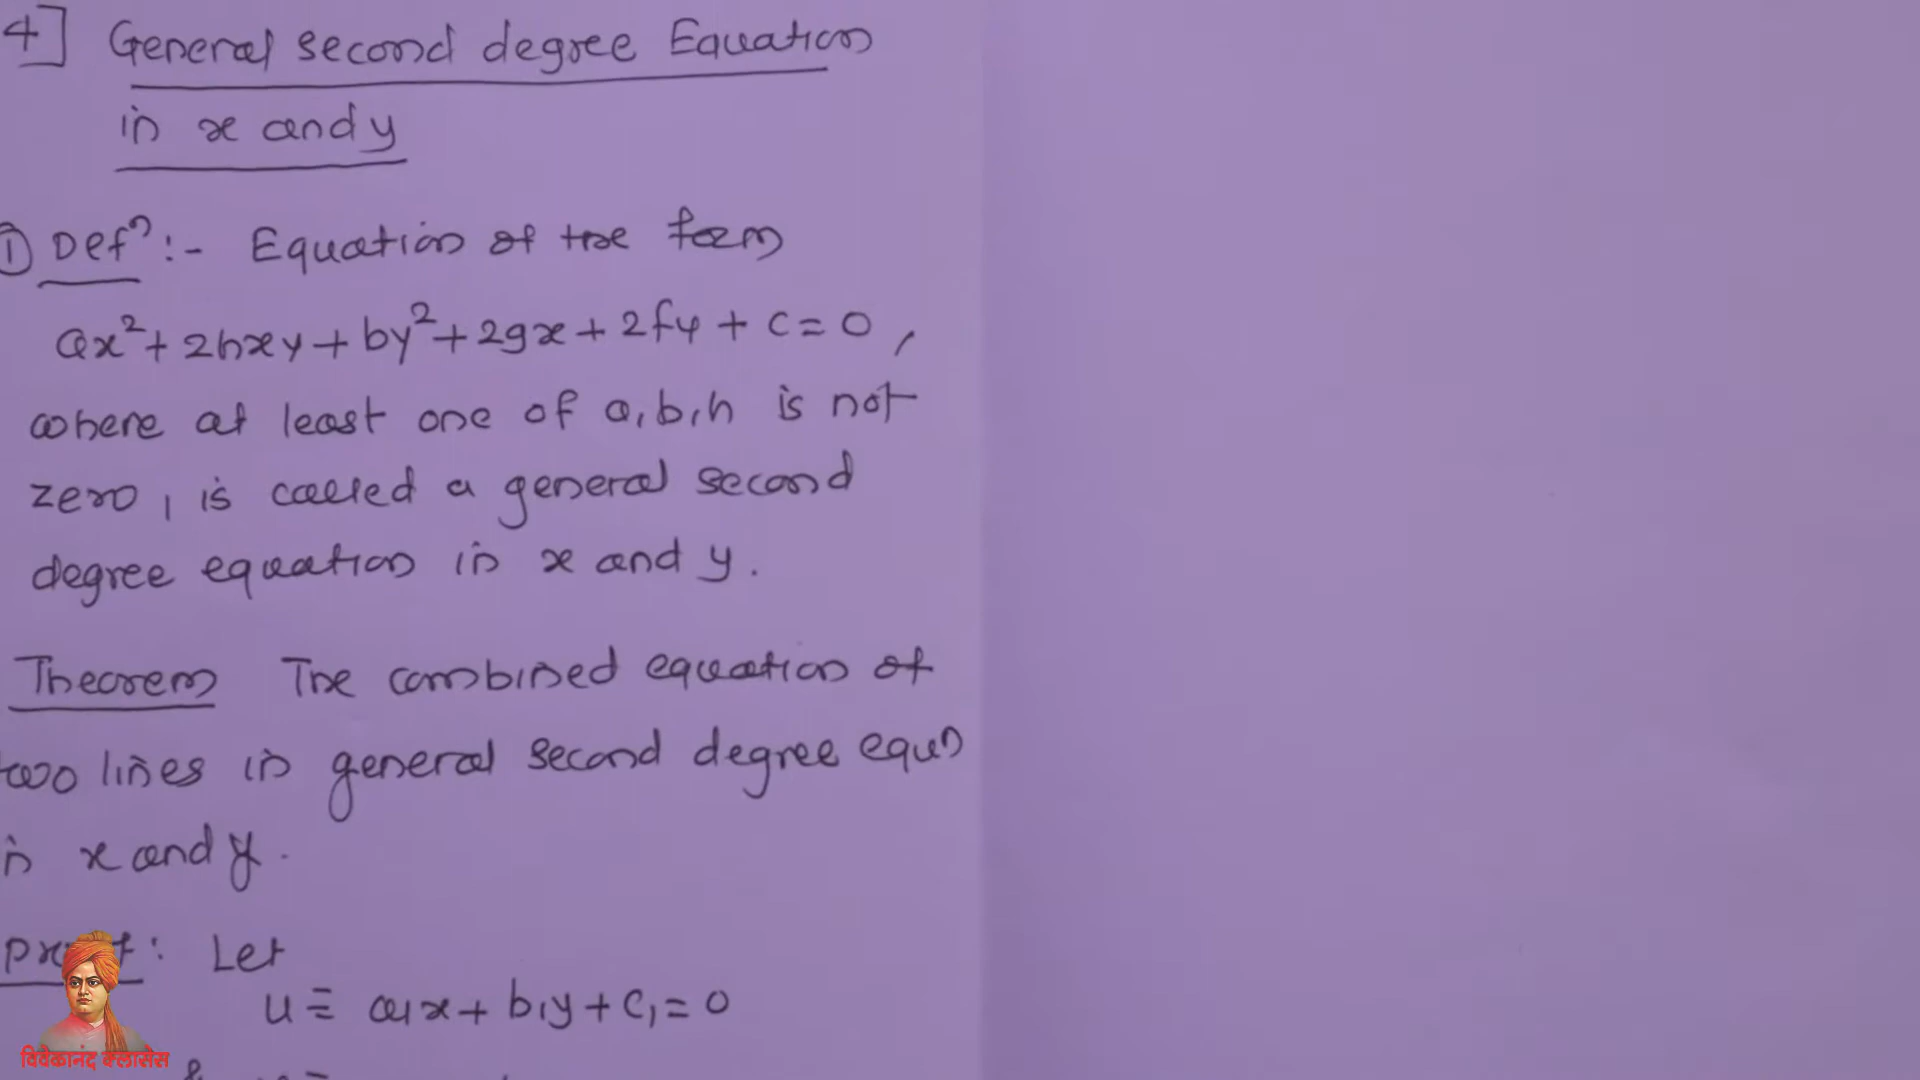 4] General second degree Equation
in x and y
① Defⁿ :- Equation of the form
ax² + 2hxy + by² + 2gx + 2fy + c = 0 ,
where at least one of a, b, h is not
zero, is called a general second
degree equation in x and y.
Theorem The combined equation of
two lines in general second degree equn
in x and y.
Proof : Let
u ≡ a₁x + b₁y + c₁ = 0
&
विवेकानंद क्लासेस